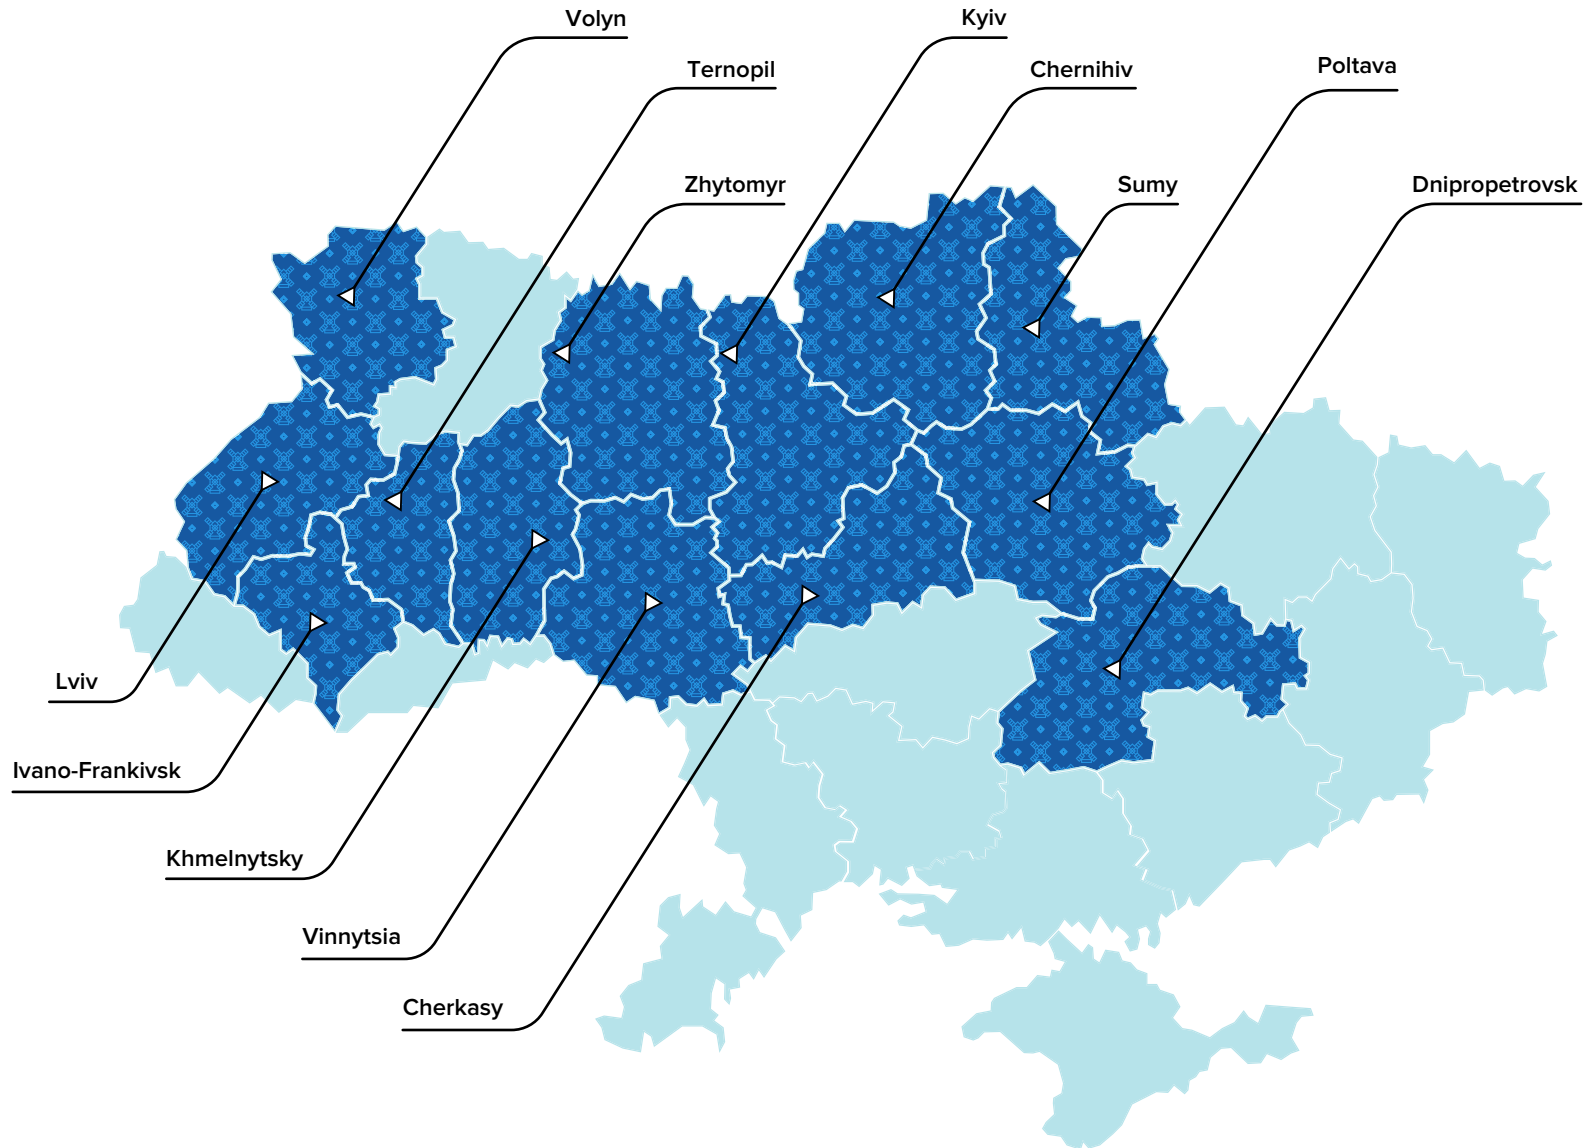 Volyn
Kyiv
Ternopil
Chernihiv
Poltava
Zhytomyr
Sumy
Dnipropetrovsk
Lviv
Ivano-Frankivsk
Khmelnytsky
Vinnytsia
Cherkasy